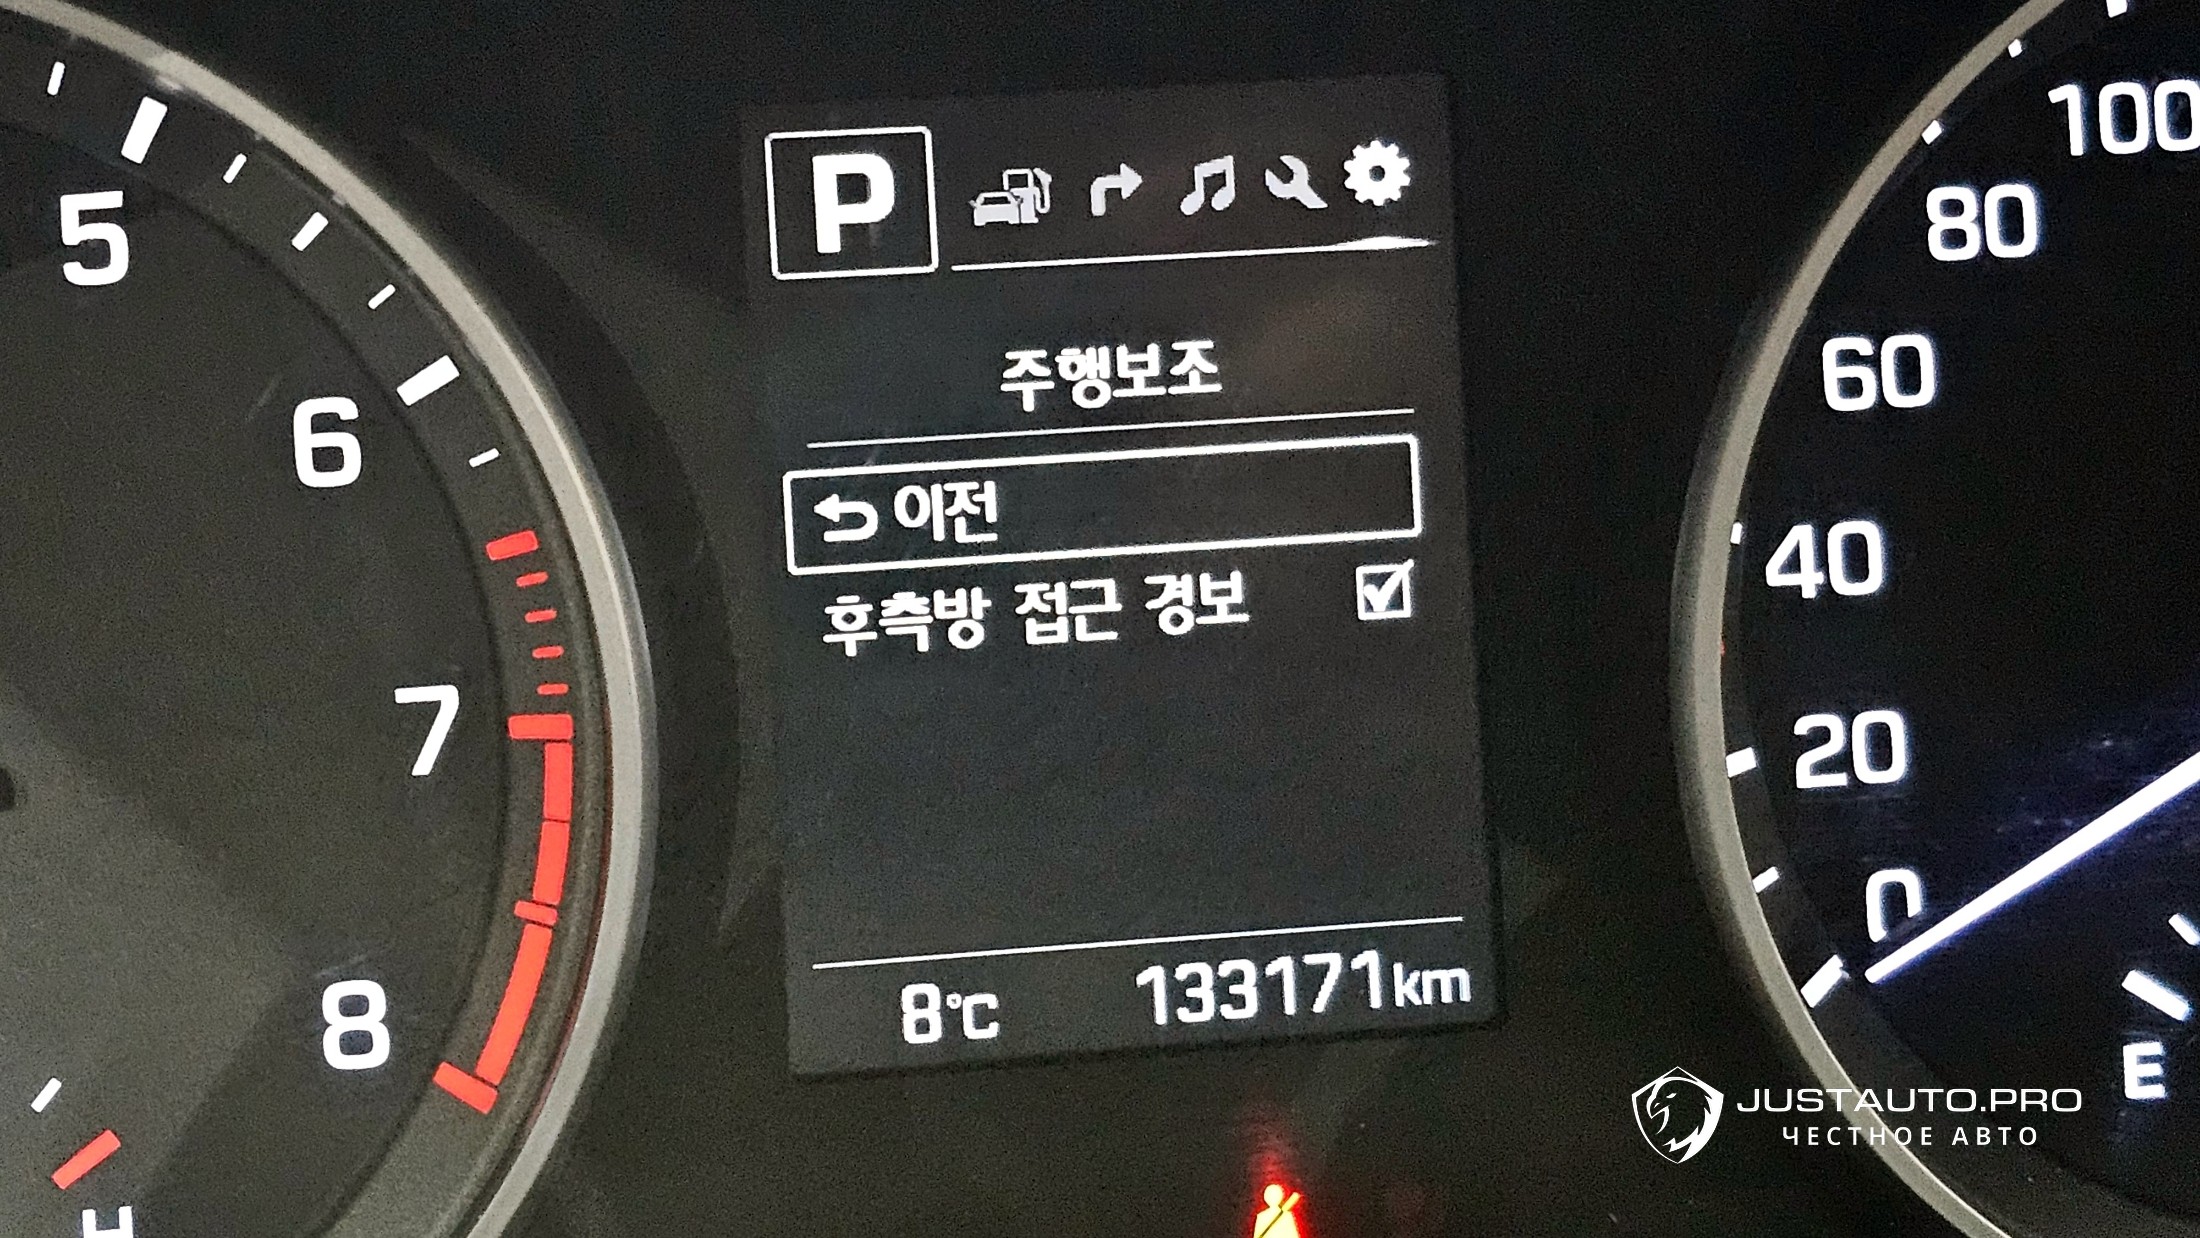 5
6
7
8
H
P
주행보조
이전
후측방 접근 경보
8℃
133171km
100
80
60
40
20
0
E
JUSTAUTO.PRO
ЧЕСТНОЕ АВТО